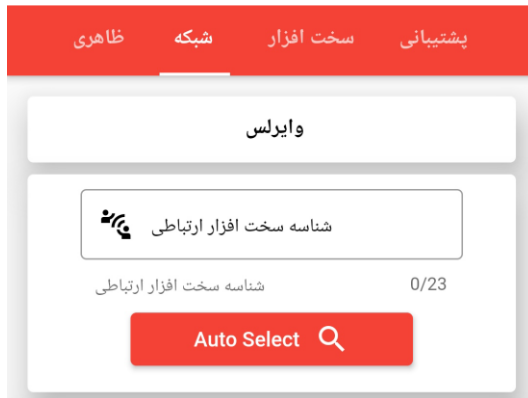 پشتیبانی سخت افزار شبکه ظاهری
وایرلس
شناسه سخت افزار ارتباطی
شناسه سخت افزار ارتباطی 0/23
Auto Select